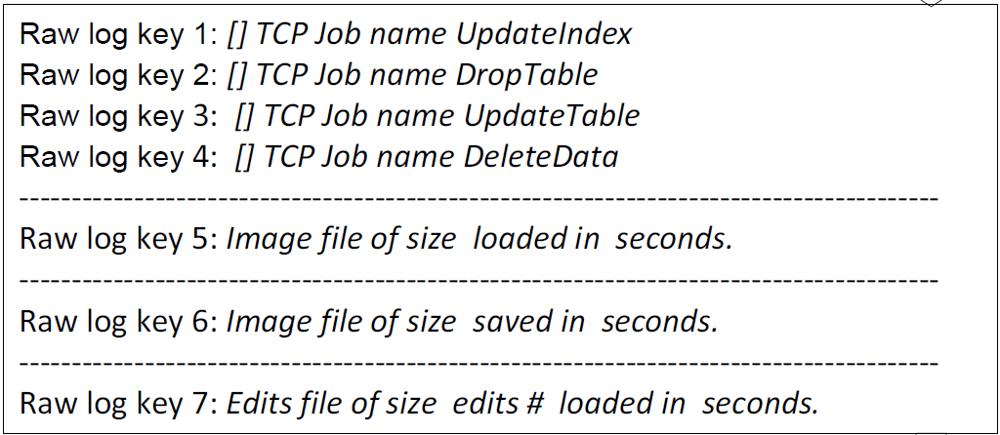 Raw log key 1: [] TCP Job name UpdateIndex
Raw log key 2: [] TCP Job name DropTable
Raw log key 3:  [] TCP Job name UpdateTable
Raw log key 4:  [] TCP Job name DeleteData
----------------------------------------------------------------------------------------
Raw log key 5: Image file of size  loaded in  seconds.
----------------------------------------------------------------------------------------
Raw log key 6: Image file of size  saved in  seconds.
----------------------------------------------------------------------------------------
Raw log key 7: Edits file of size  edits #  loaded in  seconds.